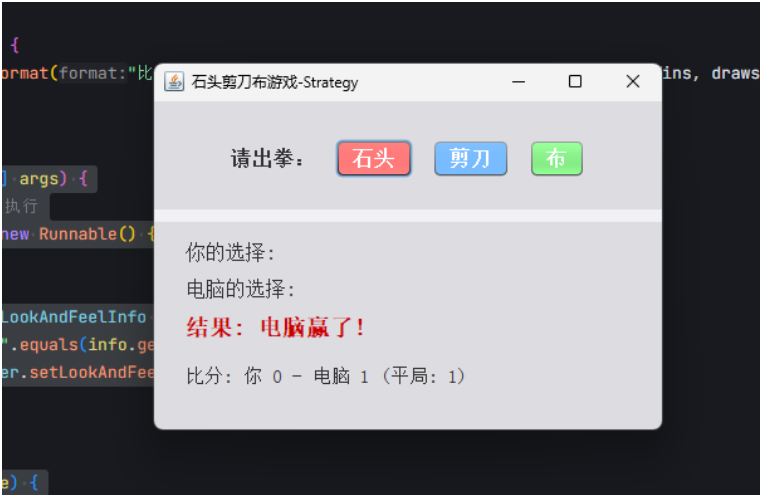 {
ormat(format:"比
ins, draws
石头剪刀布游戏-Strategy
请出拳: 石头 剪刀 布
] args) {
执行
new Runnable() {
你的选择:
电脑的选择:
LookAndFeelInfo
结果: 电脑赢了!
".equals(info.ge
er.setLookAndFee
比分: 你 0 - 电脑 1 (平局: 1)
e) {